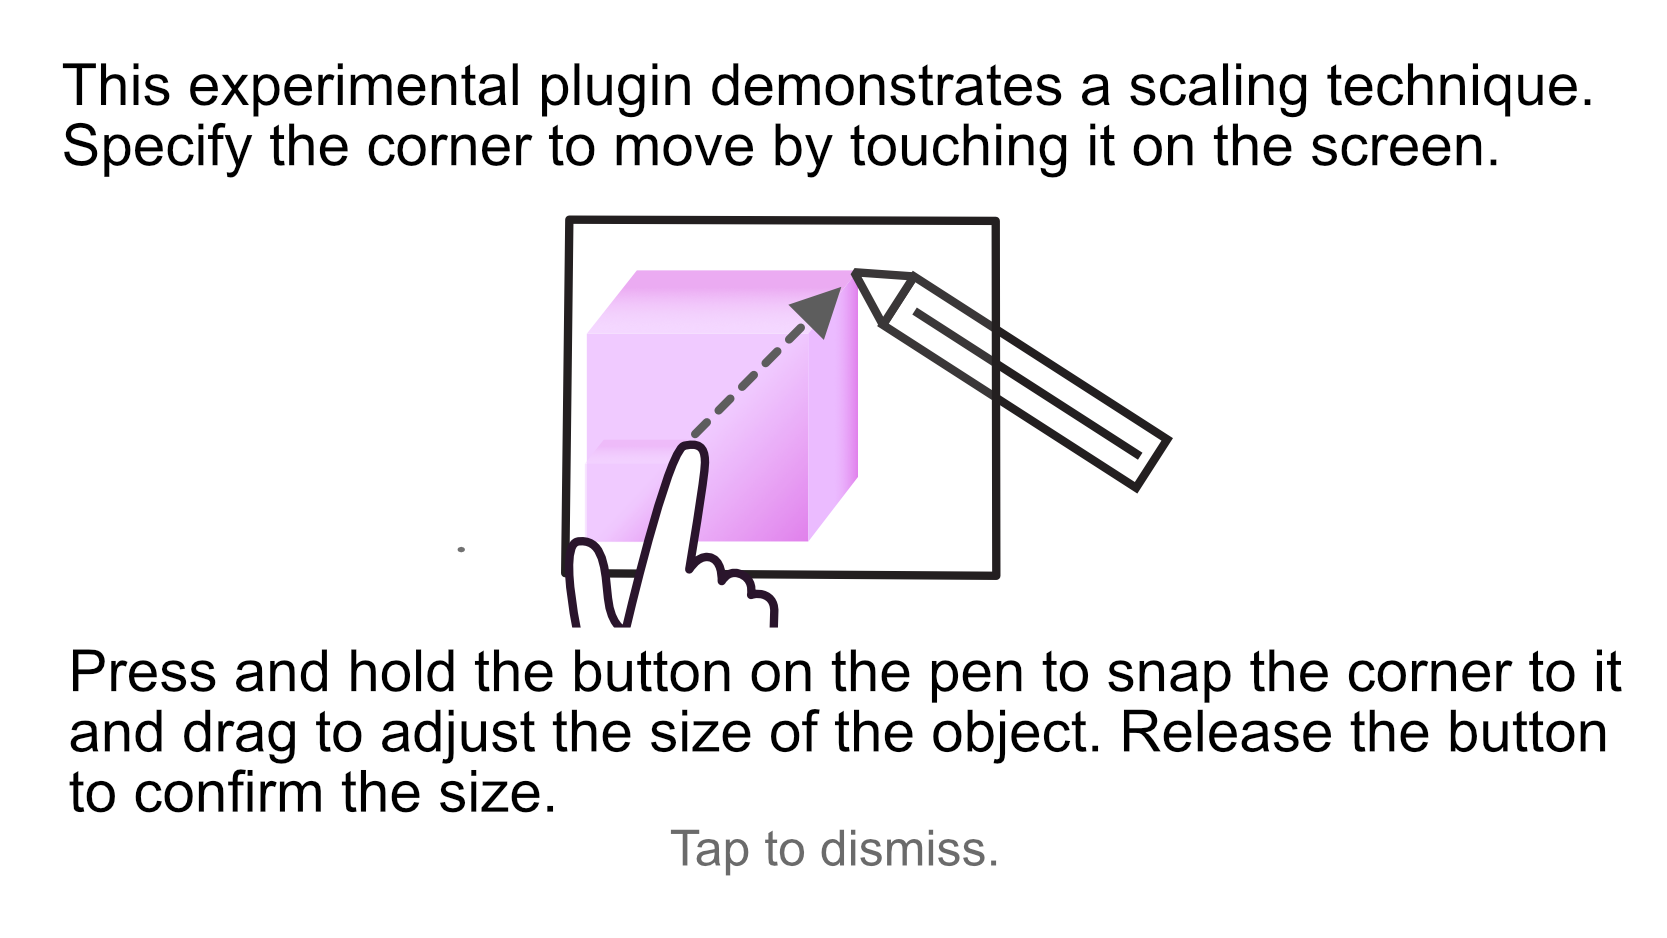 This experimental plugin demonstrates a scaling technique.
Specify the corner to move by touching it on the screen.
Press and hold the button on the pen to snap the corner to it
and drag to adjust the size of the object. Release the button
to confirm the size.
Tap to dismiss.